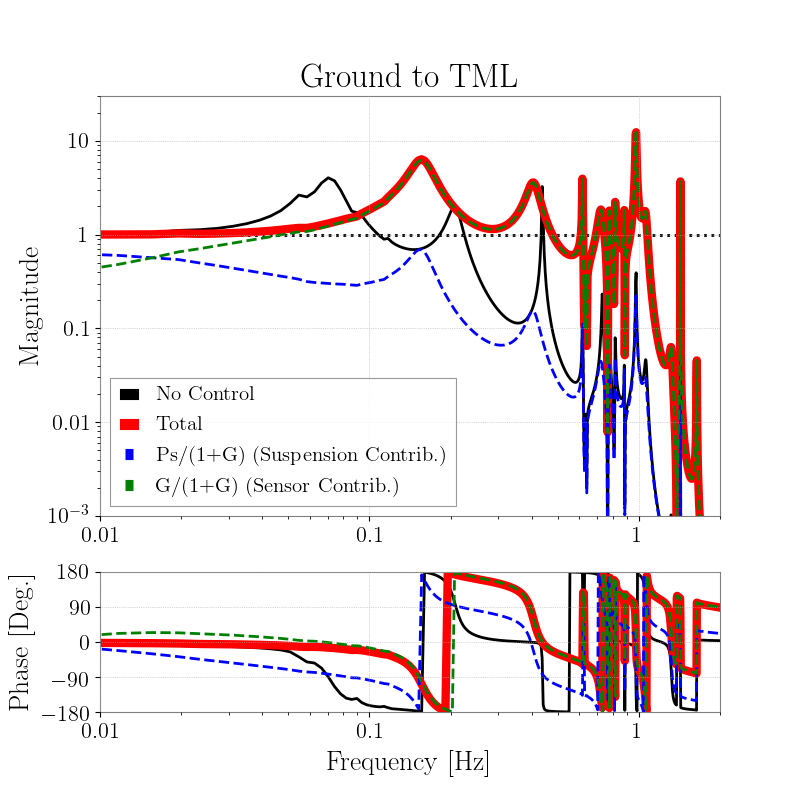 Ground to TML
Magnitude
10
1
0.1
0.01
10⁻³
No Control
Total
Ps/(1+G) (Suspension Contrib.)
G/(1+G) (Sensor Contrib.)
0.01 0.1 1
Phase [Deg.]
180
90
0
−90
−180
0.01 0.1 1
Frequency [Hz]